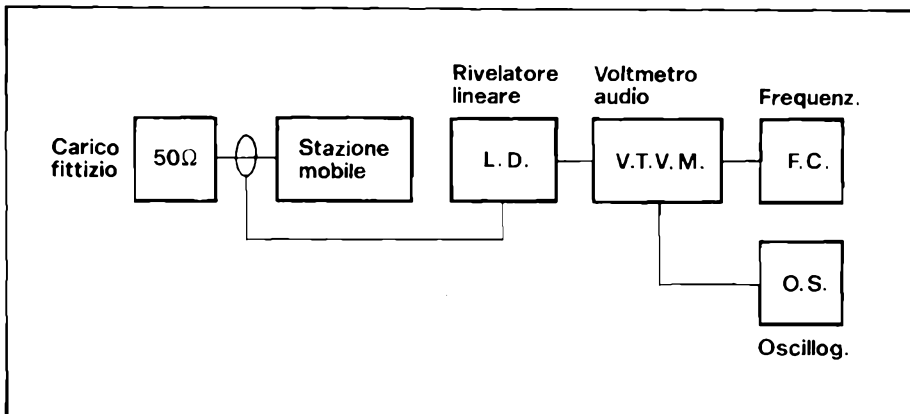 Rivelatore
lineare
Voltmetro
audio
Frequenz.
Carico
fittizio
50Ω
Stazione
mobile
L.D.
V.T.V.M.
F.C.
O.S.
Oscillog.